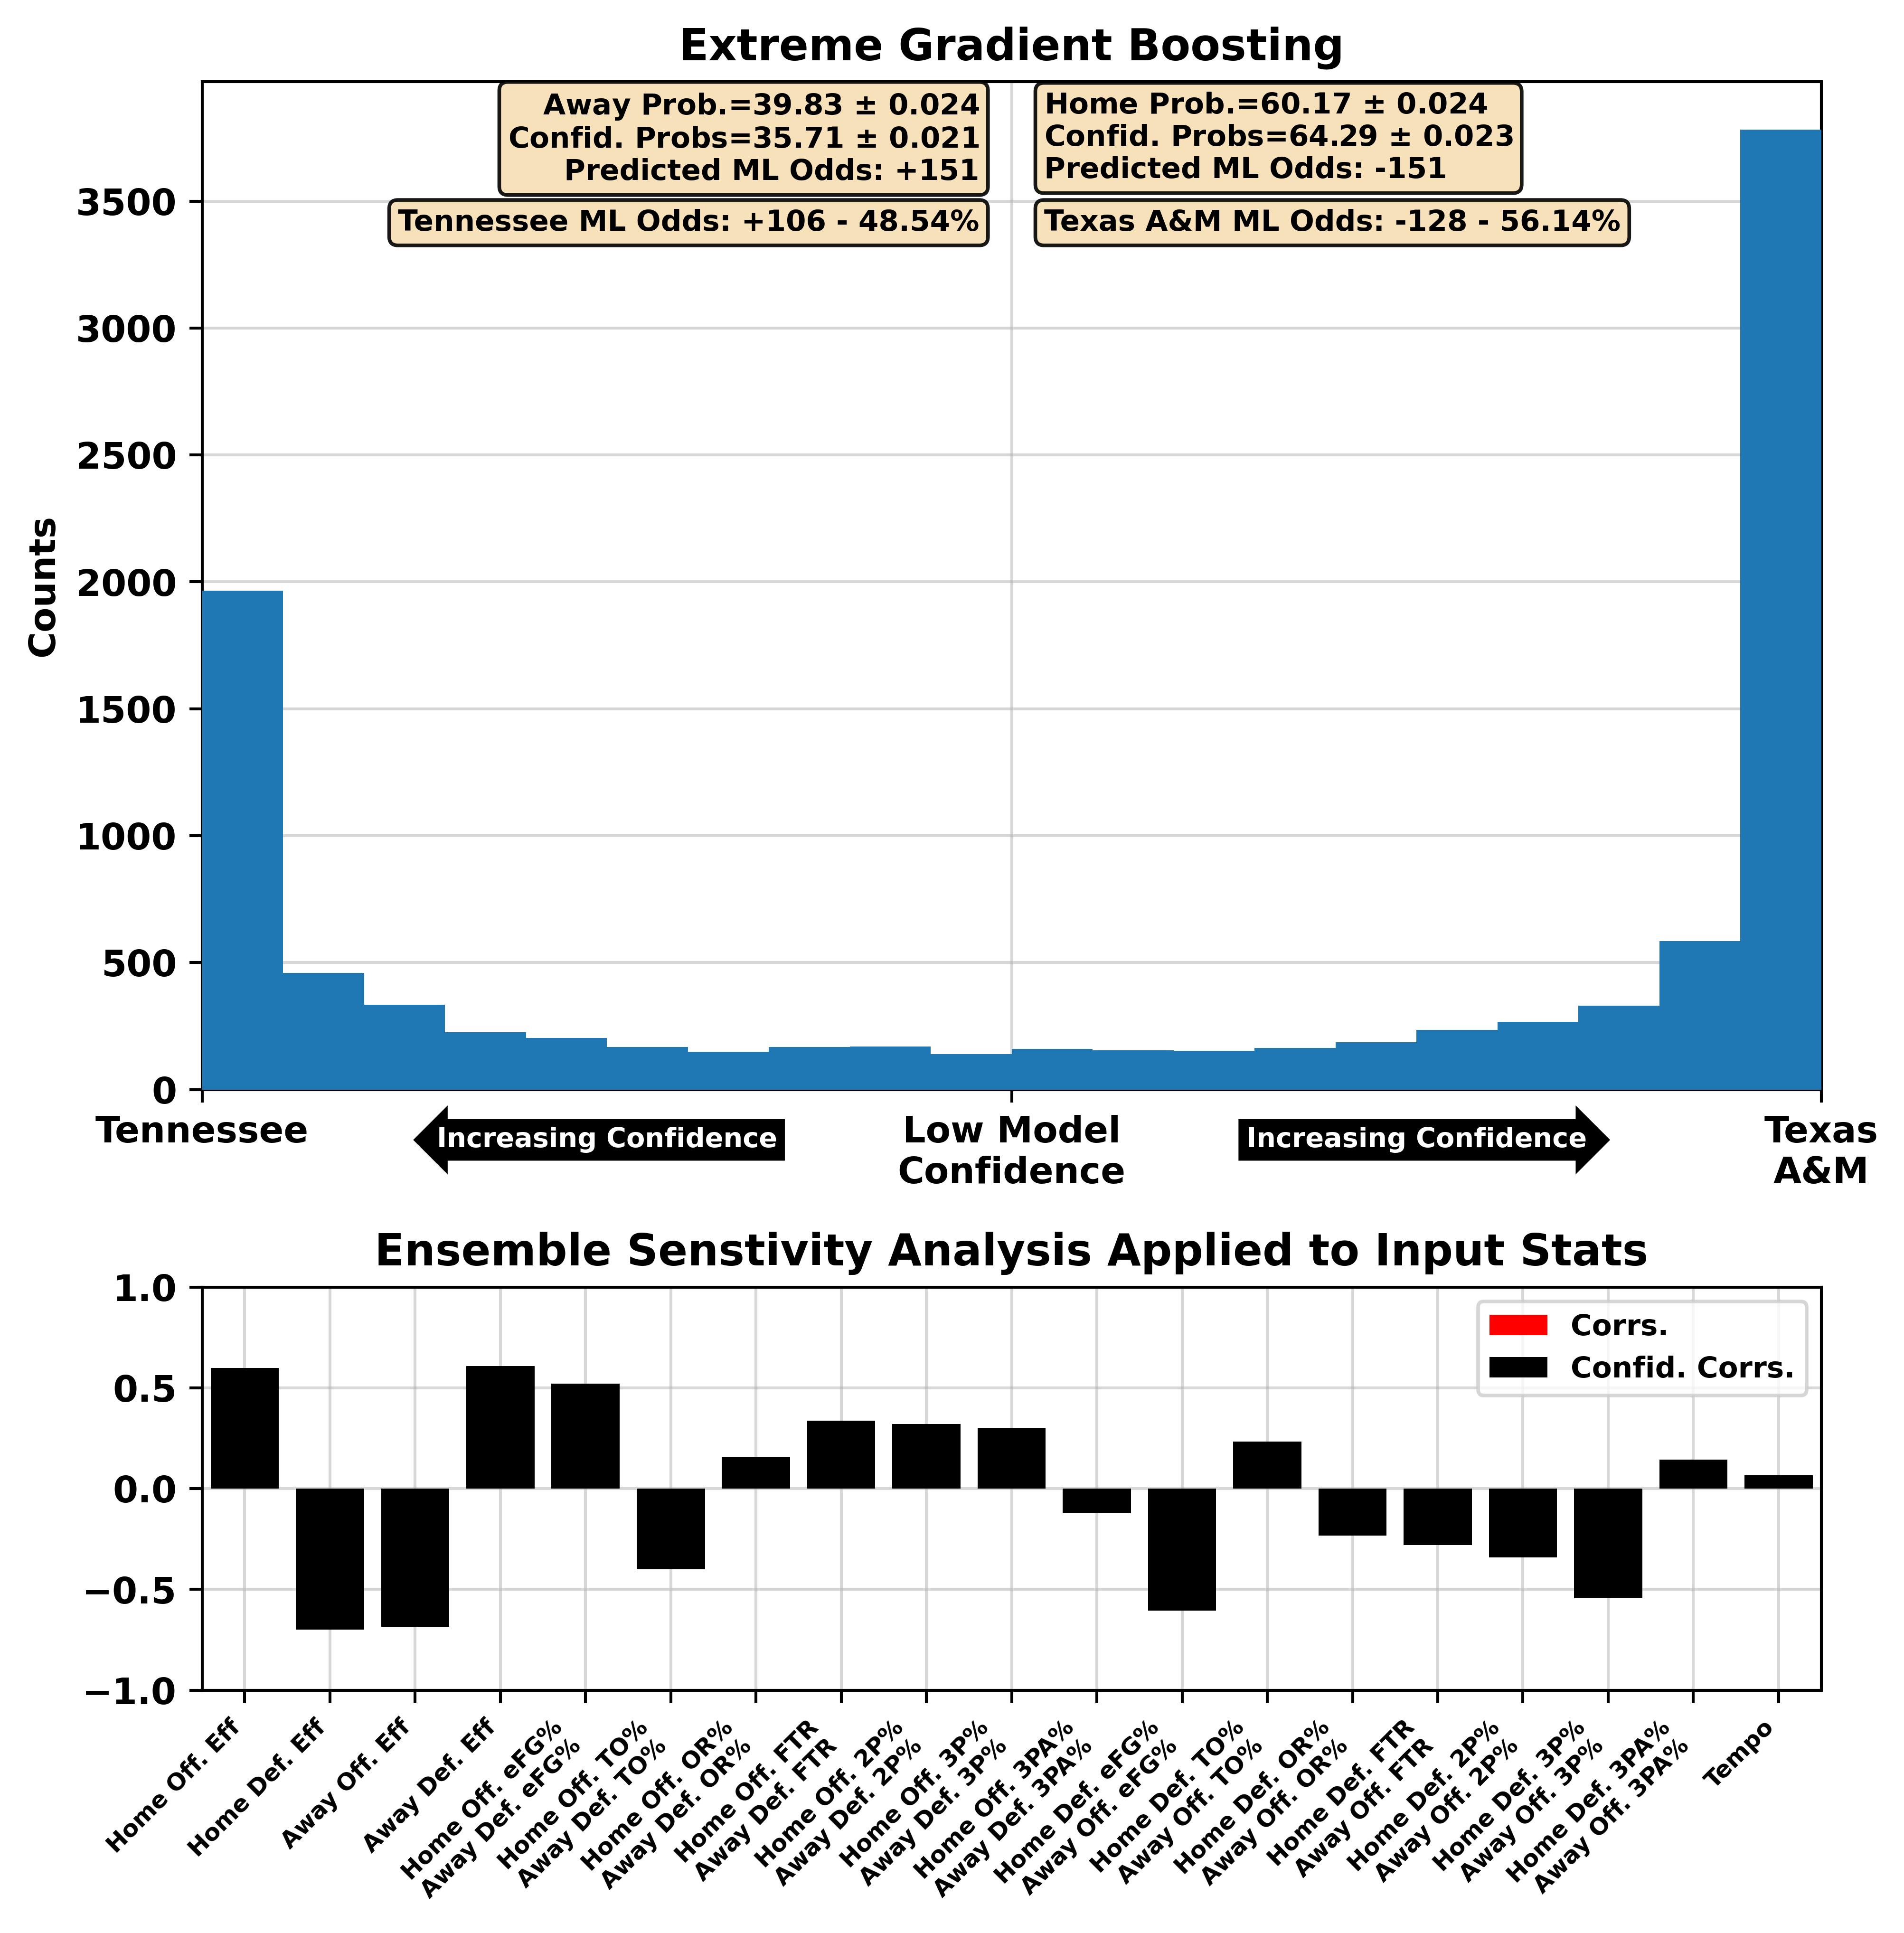 Extreme Gradient Boosting
Away Prob.=39.83 ± 0.024
Confid. Probs=35.71 ± 0.021
Predicted ML Odds: +151
Home Prob.=60.17 ± 0.024
Confid. Probs=64.29 ± 0.023
Predicted ML Odds: -151
Tennessee ML Odds: +106 - 48.54%
Texas A&M ML Odds: -128 - 56.14%
Counts
3500
3000
2500
2000
1500
1000
500
0
Tennessee
Increasing Confidence
Low Model
Confidence
Increasing Confidence
Texas
A&M
Ensemble Senstivity Analysis Applied to Input Stats
Corrs.
Confid. Corrs.
1.0
0.5
0.0
−0.5
−1.0
Home Off. Eff
Home Def. Eff
Away Off. Eff
Away Def. Eff
Home Off. eFG%
Away Def. eFG%
Home Off. TO%
Away Def. TO%
Home Off. OR%
Away Def. OR%
Home Off. FTR
Away Def. FTR
Home Off. 2P%
Away Def. 2P%
Home Off. 3P%
Away Def. 3P%
Home Off. 3PA%
Away Def. 3PA%
Home Def. eFG%
Away Off. eFG%
Home Def. TO%
Away Off. TO%
Home Def. OR%
Away Off. OR%
Home Def. FTR
Away Off. FTR
Home Def. 2P%
Away Off. 2P%
Home Def. 3P%
Away Off. 3P%
Home Def. 3PA%
Away Off. 3PA%
Tempo